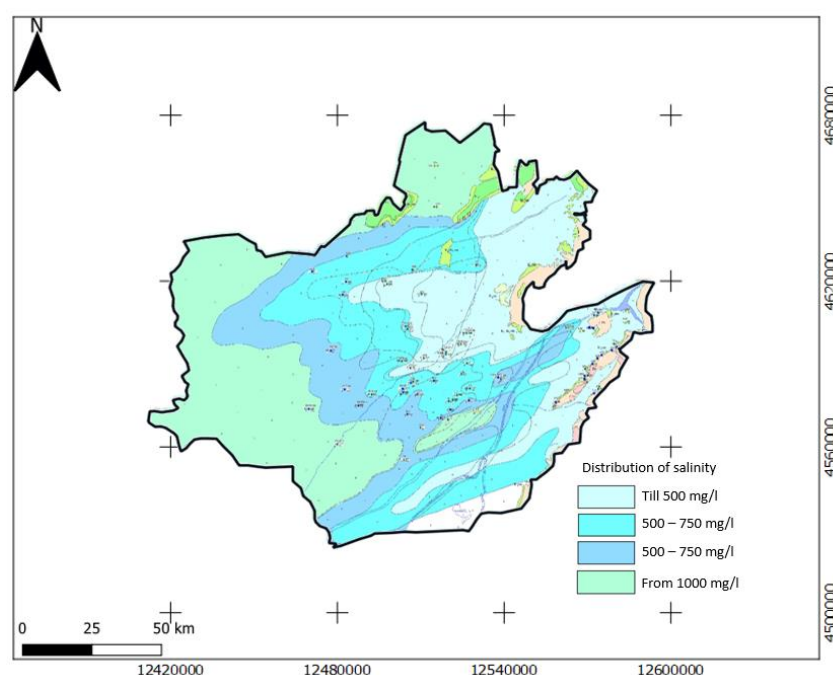 N
4680000
4620000
4560000
4500000
Distribution of salinity
Till 500 mg/l
500 – 750 mg/l
500 – 750 mg/l
From 1000 mg/l
0 25 50 km
12420000 12480000 12540000 12600000